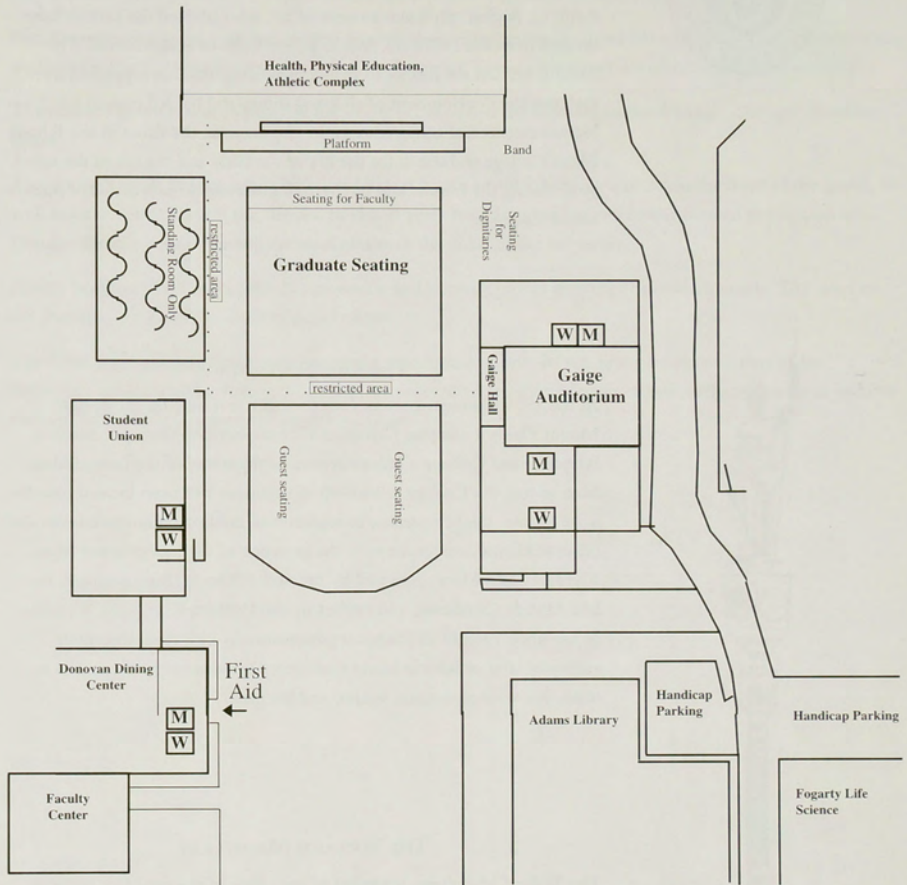 Health, Physical Education,
Athletic Complex
Platform
Band
Seating for Faculty
Seating
for
Dignitaries
Standing Room Only
restricted area
Graduate Seating
W M
Gaige Hall
Gaige
Auditorium
restricted area
Student
Union
Guest seating
Guest seating
M
W
M
W
Donovan Dining
Center
First
Aid
M
W
Handicap
Parking
Adams Library
Handicap Parking
Faculty
Center
Fogarty Life
Science